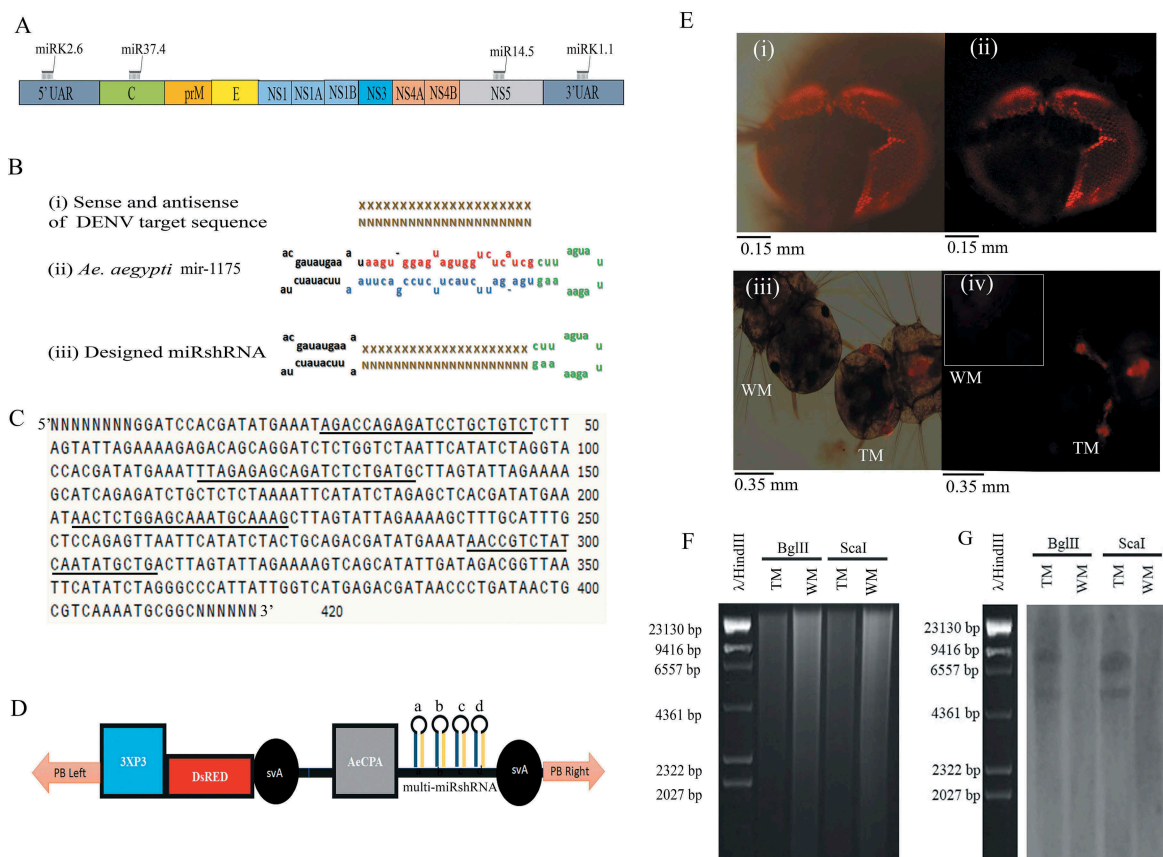 A
miRK2.6
miR37.4
miR14.5
miRK1.1
5'UAR
C
prM
E
NS1
NS1A
NS1B
NS3
NS4A
NS4B
NS5
3'UAR
B
(i) Sense and antisense
of DENV target sequence
XXXXXXXXXXXXXXXXXXXXX
NNNNNNNNNNNNNNNNNNNNN
(ii) Ae. aegypti mir-1175
(iii) Designed miRshRNA
XXXXXXXXXXXXXXXXXXXXX
NNNNNNNNNNNNNNNNNNNNN
C
5'NNNNNNNNGGATCCACGATATGAAATAGACCAGAGATCCTGCTGTCTCTT 50
AGTATTAGAAAAGAGACAGCAGGATCTCTGGTCTAATTCATATCTAGGTA 100
CCACGATATGAAATTTAGAGAGCAGATCTCTGATGCTTAGTATTAGAAAA 150
GCATCAGAGATCTGCTCTCTAAAATTCATATCTAGAGCTCACGATATGAA 200
ATAACTCTGGAGCAAATGCAAAGCTTAGTATTAGAAAAGCTTTGCATTTG 250
CTCCAGAGTTAATTCATATCTACTGCAGACGATATGAAATAACCGTCTAT 300
CAATATGCTGACTTAGTATTAGAAAAGTCAGCATATTGATAGACGGTTAA 350
TTCATATCTAGGGCCCATTATTGGTCATGAGACGATAACCCTGATAACTG 400
CGTCAAAATGCGGCNNNNNN 3' 420
D
a b c d
PB Left
3XP3
DsRED
svA
AeCPA
multi-miRshRNA
svA
PB Right
E
(i)
(ii)
0.15 mm
0.15 mm
(iii)
(iv)
WM
TM
WM
TM
0.35 mm
0.35 mm
F
λ/HindIII
BglII
ScaI
TM
WM
TM
WM
23130 bp
9416 bp
6557 bp
4361 bp
2322 bp
2027 bp
G
λ/HindIII
BglII
ScaI
TM
WM
TM
WM
23130 bp
9416 bp
6557 bp
4361 bp
2322 bp
2027 bp